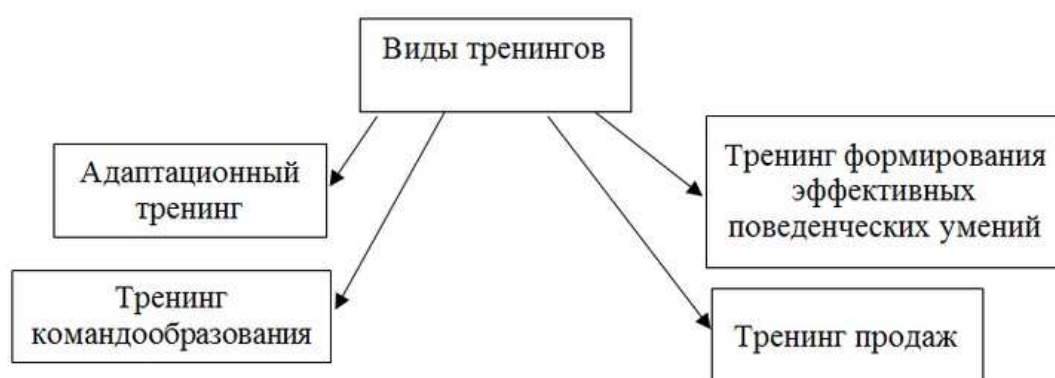 Виды тренингов
Адаптационный
тренинг
Тренинг формирования
эффективных
поведенческих умений
Тренинг
командообразования
Тренинг продаж